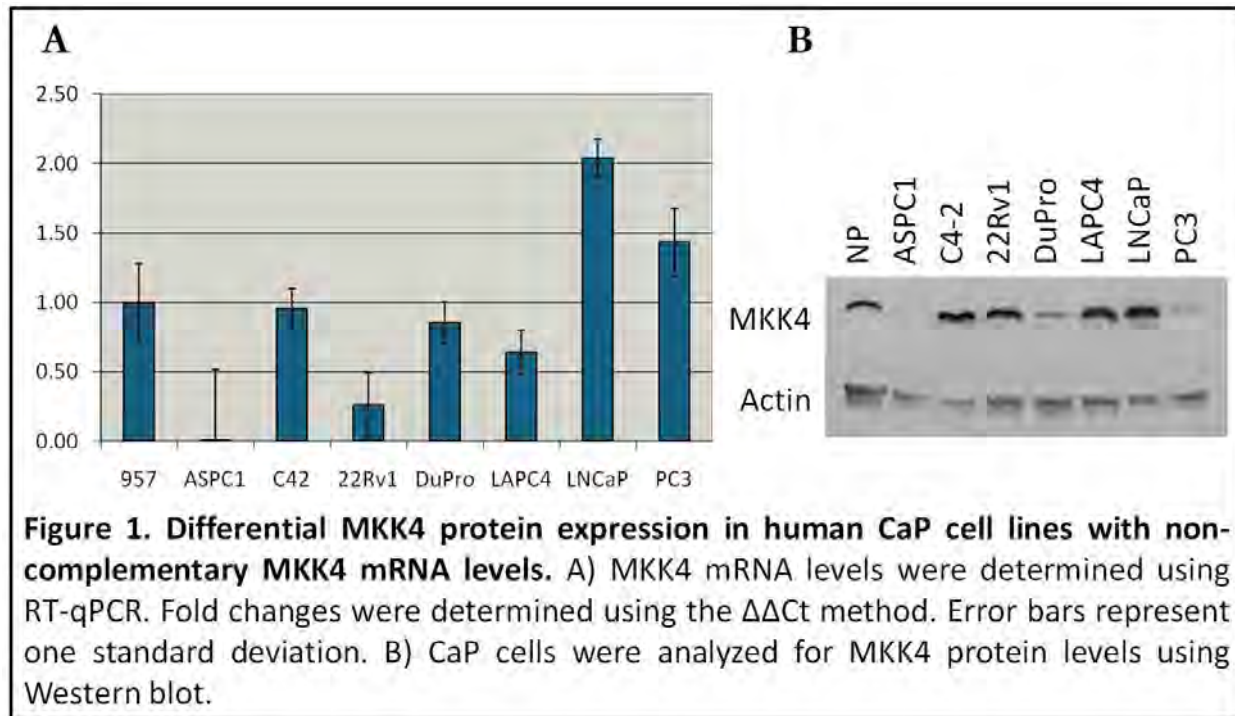 A
B
2.50
2.00
1.50
1.00
0.50
0.00
957 ASPC1 C42 22Rv1 DuPro LAPC4 LNCaP PC3
NP ASPC1 C4-2 22Rv1 DuPro LAPC4 LNCaP PC3
MKK4
Actin
Figure 1. Differential MKK4 protein expression in human CaP cell lines with non-
complementary MKK4 mRNA levels. A) MKK4 mRNA levels were determined using
RT-qPCR. Fold changes were determined using the ΔΔCt method. Error bars represent
one standard deviation. B) CaP cells were analyzed for MKK4 protein levels using
Western blot.